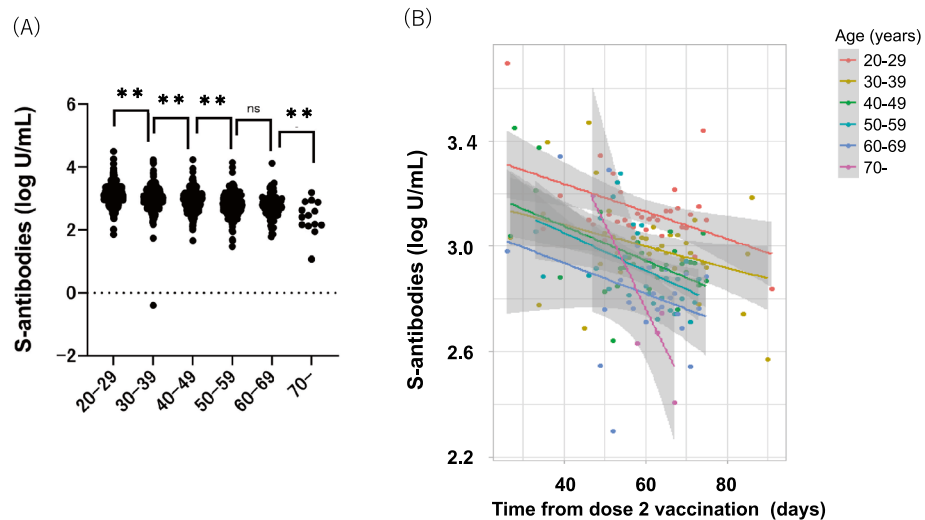 (A)
(B)
** ** ** ns **
6
4
2
0
−2
S-antibodies (log U/mL)
20−29
30−39
40−49
50−59
60−69
70−
3.4
3.0
2.6
2.2
S-antibodies (log U/mL)
40 60 80
Time from dose 2 vaccination (days)
Age (years)
20-29
30-39
40-49
50-59
60-69
70-